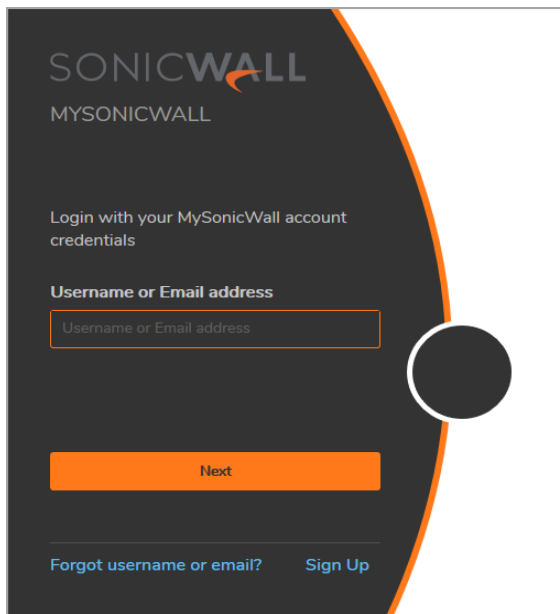 SONICWALL
MYSONICWALL
Login with your MySonicWall account
credentials
Username or Email address
Username or Email address
Next
Forgot username or email? Sign Up